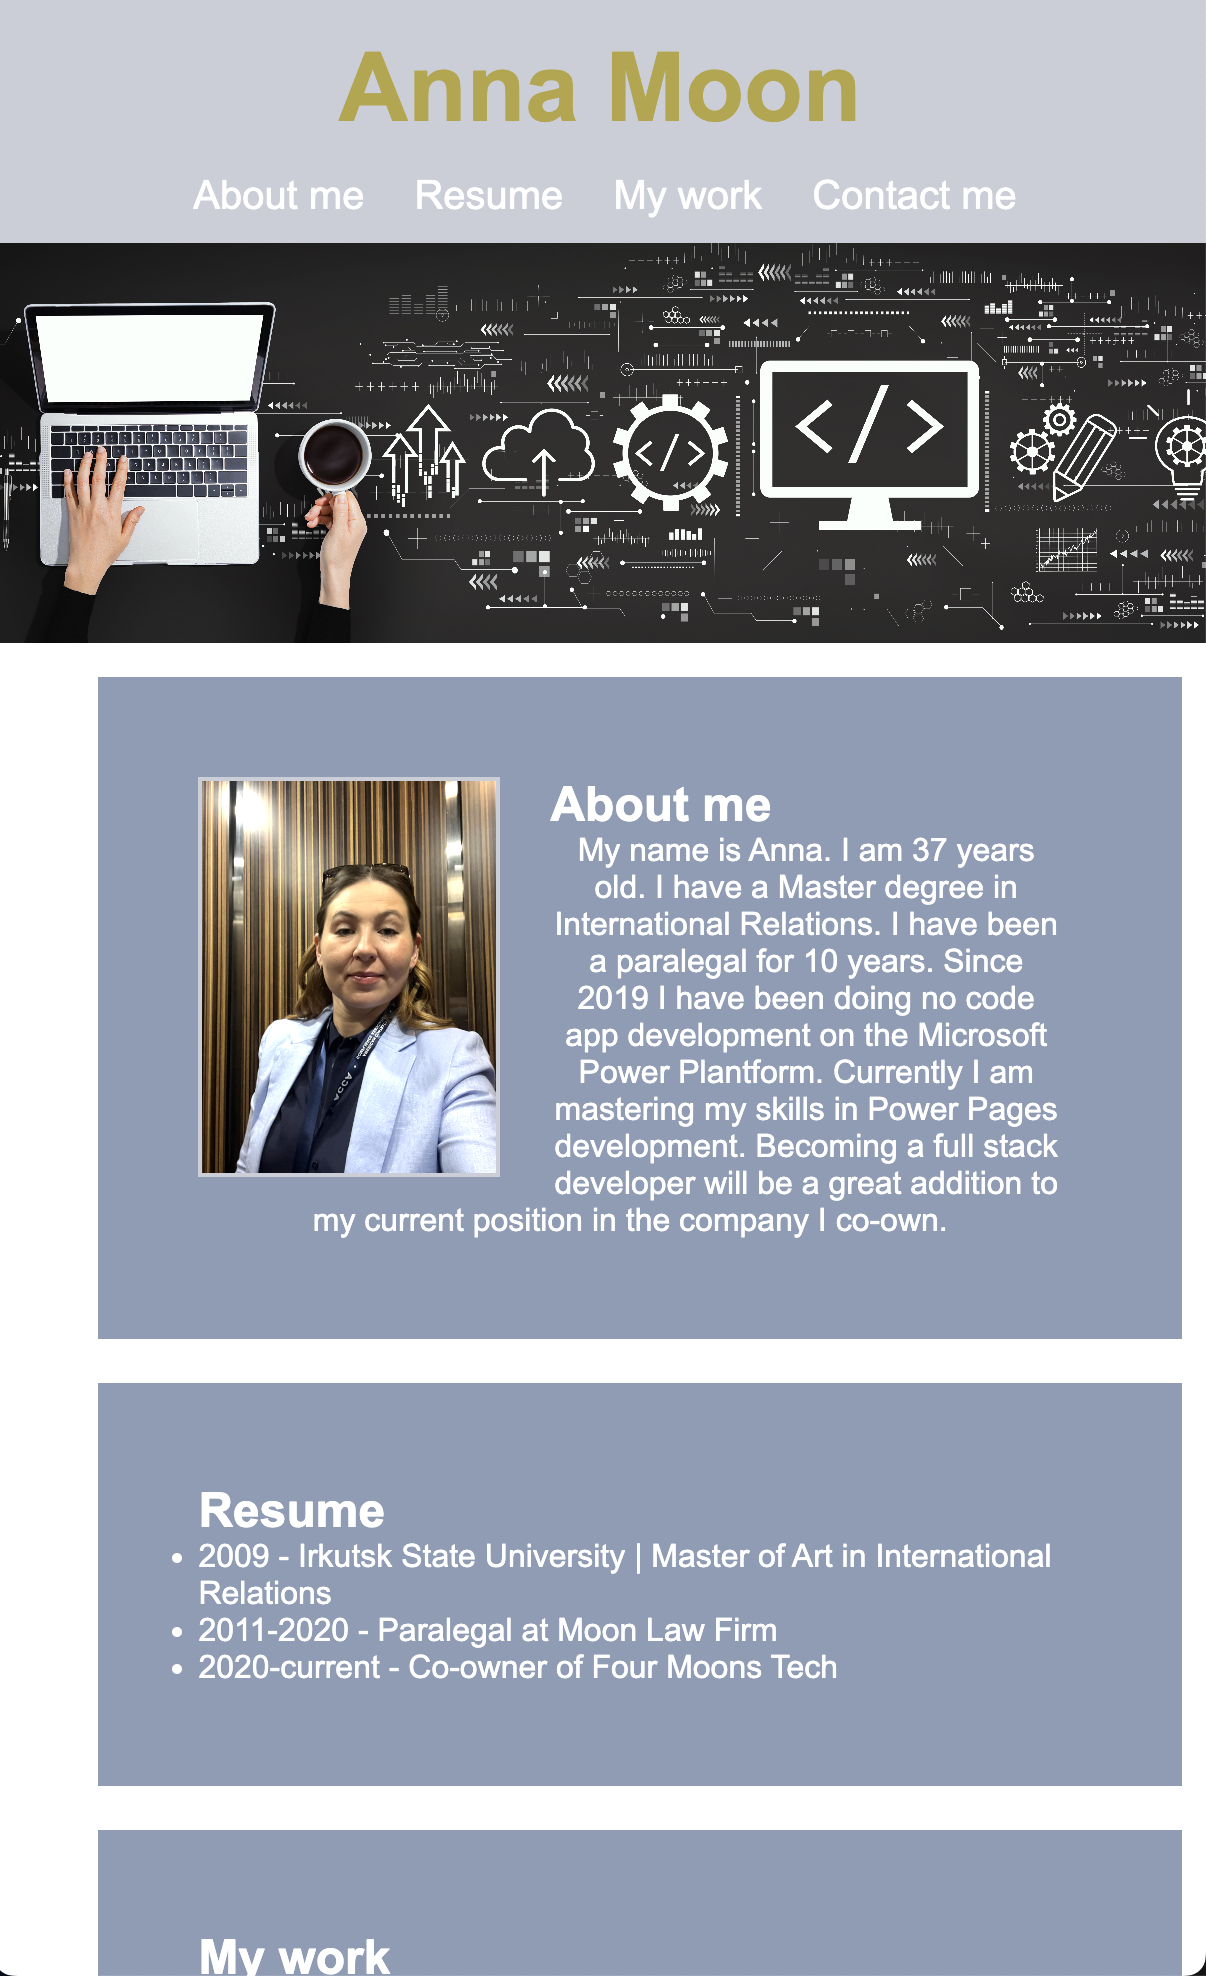 Anna Moon
About me Resume My work Contact me
</>
</>
About me
My name is Anna. I am 37 years
old. I have a Master degree in
International Relations. I have been
a paralegal for 10 years. Since
2019 I have been doing no code
app development on the Microsoft
Power Plantform. Currently I am
mastering my skills in Power Pages
development. Becoming a full stack
developer will be a great addition to
my current position in the company I co-own.
Resume
• 2009 - Irkutsk State University | Master of Art in International
Relations
• 2011-2020 - Paralegal at Moon Law Firm
• 2020-current - Co-owner of Four Moons Tech
My work